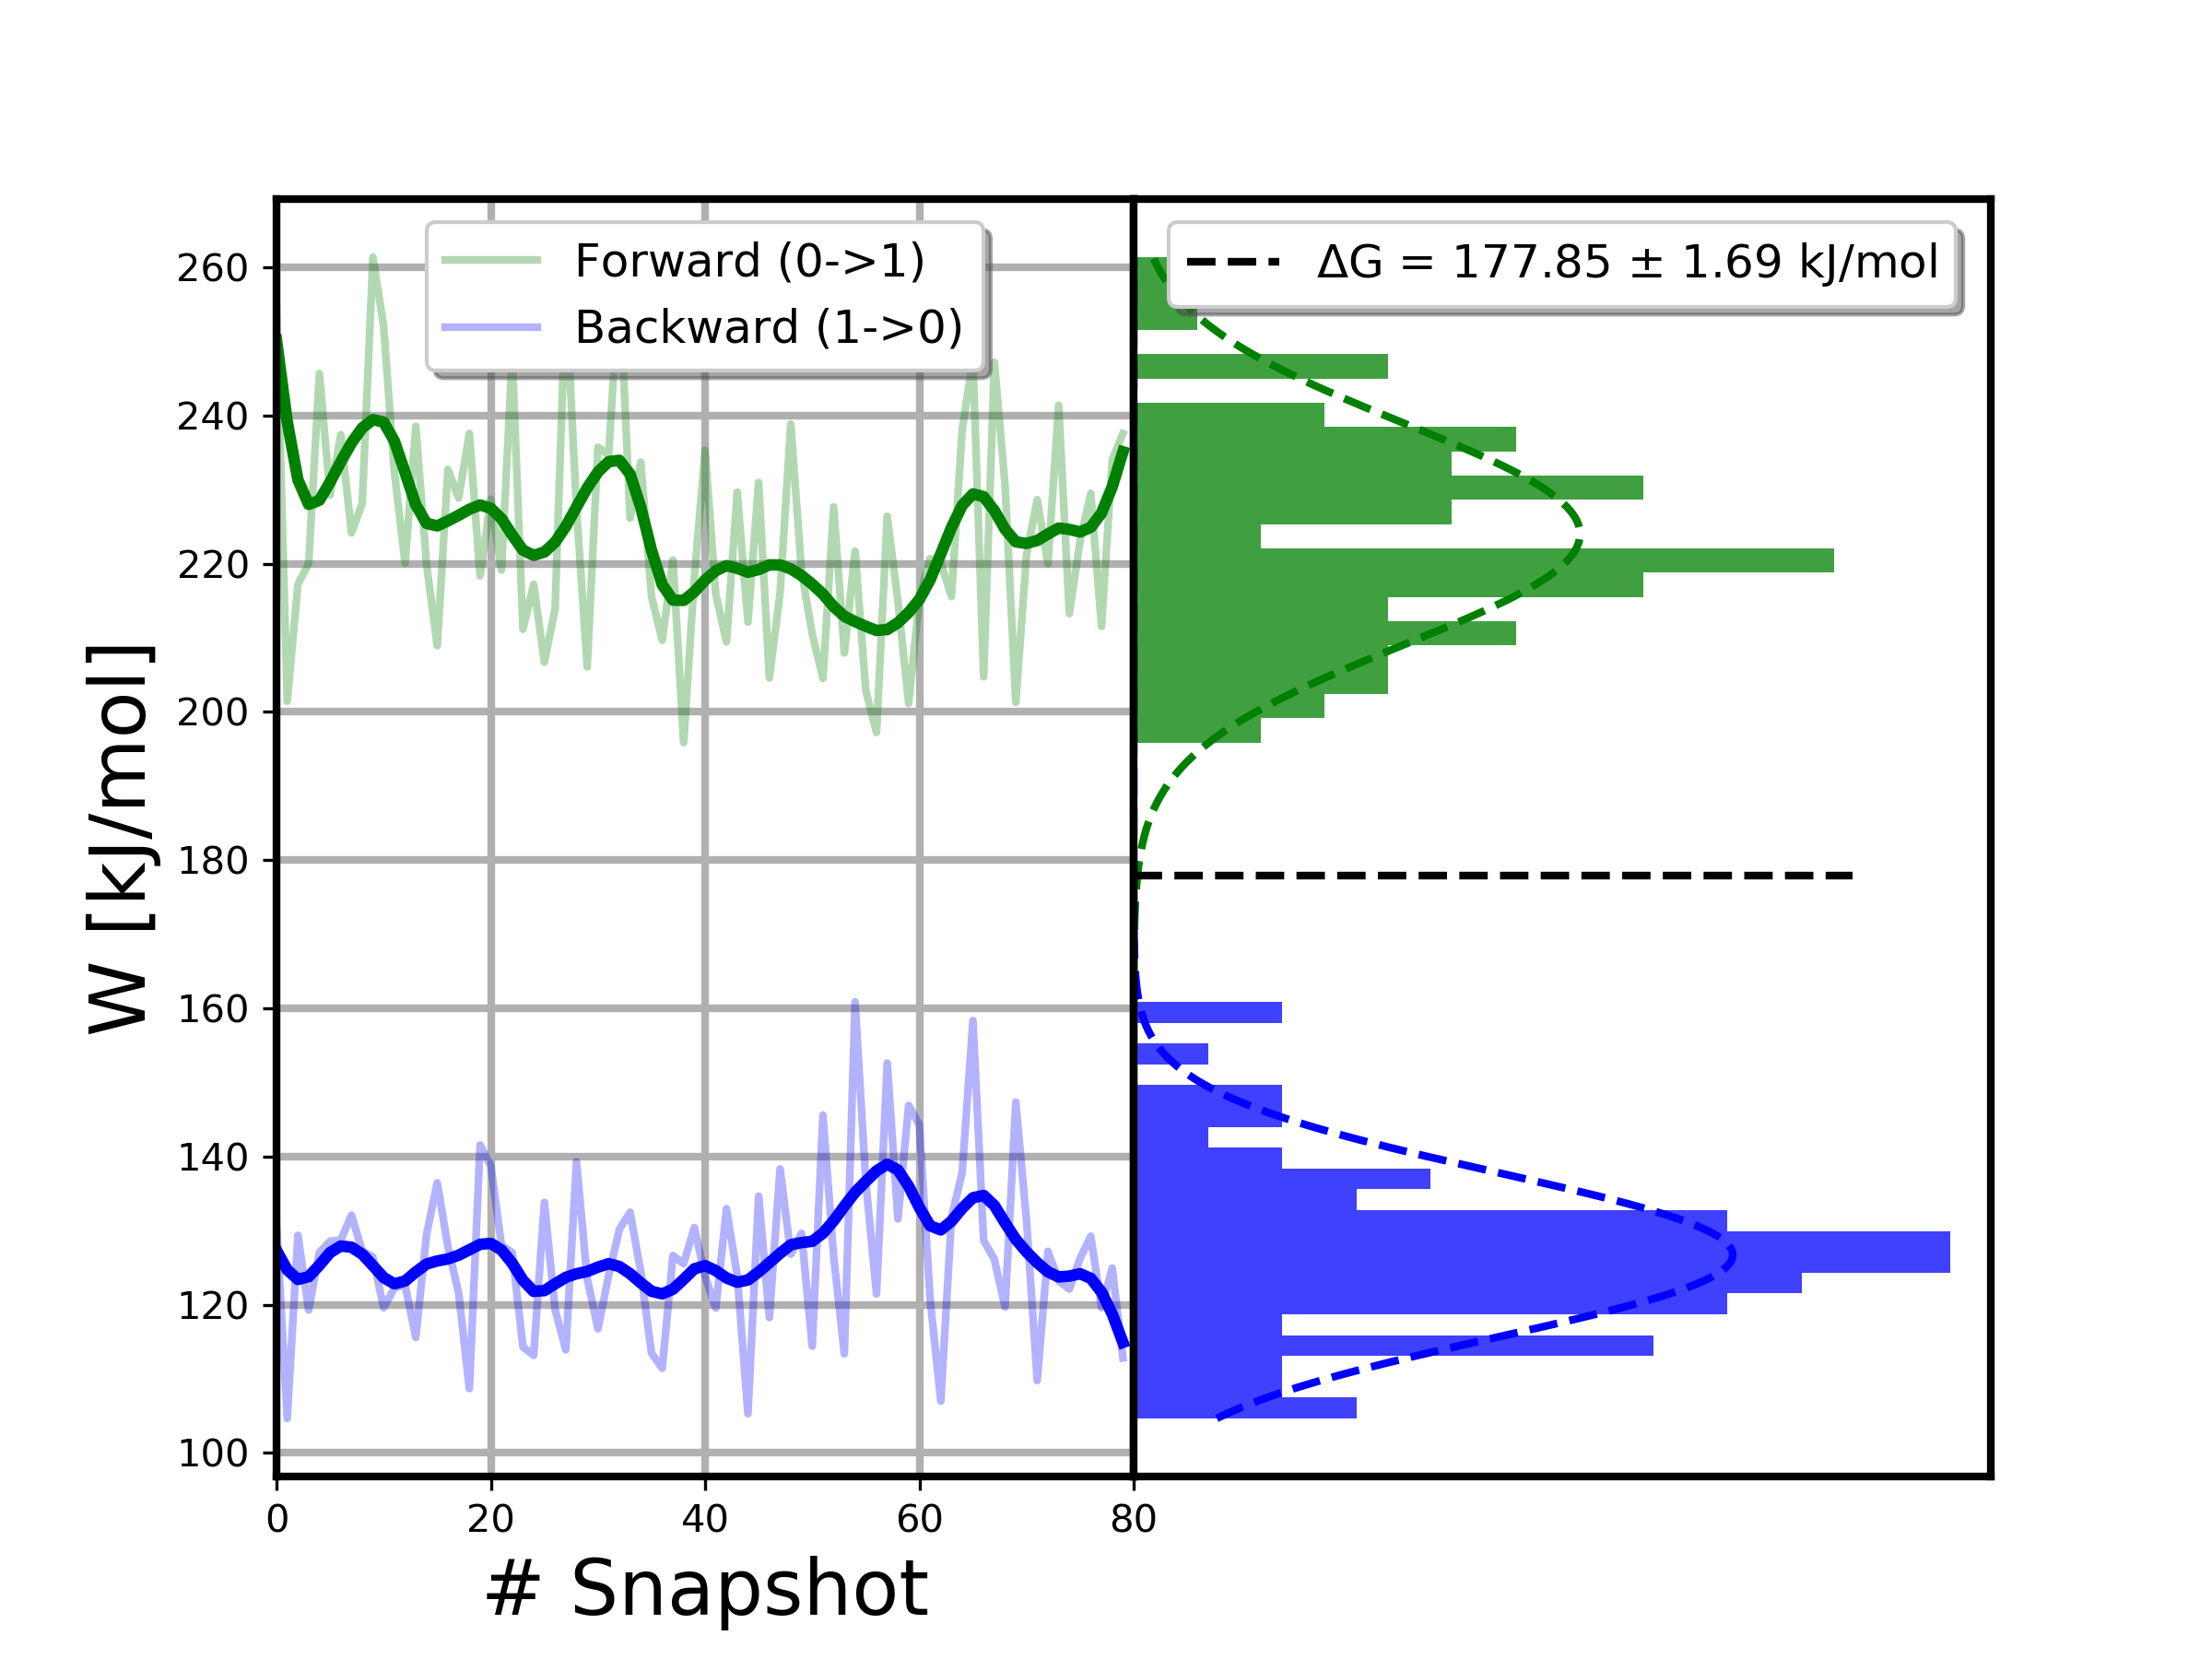 Forward (0->1)
Backward (1->0)
ΔG = 177.85 ± 1.69 kJ/mol
W [kJ/mol]
260
240
220
200
180
160
140
120
100
0 20 40 60 80
# Snapshot